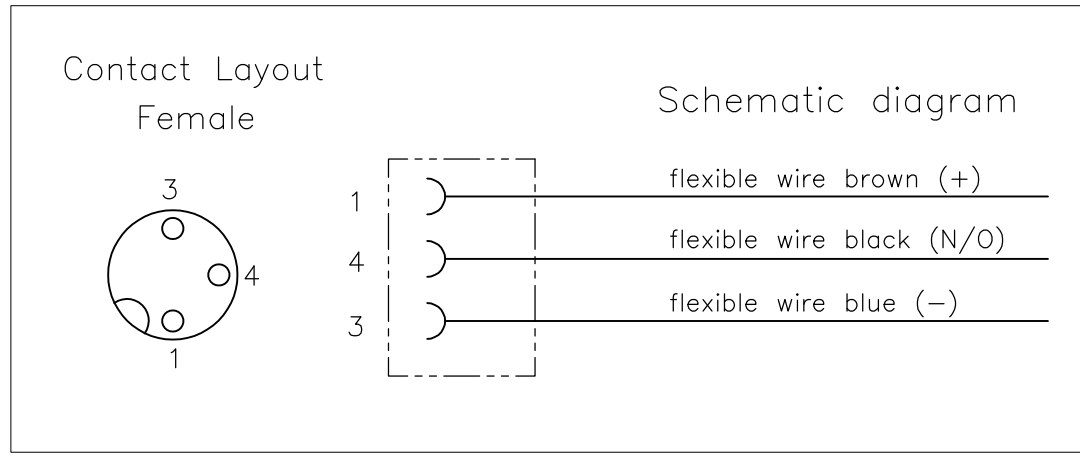 Contact Layout
Female
3
4
1
Schematic diagram
1 flexible wire brown (+)
4 flexible wire black (N/O)
3 flexible wire blue (−)